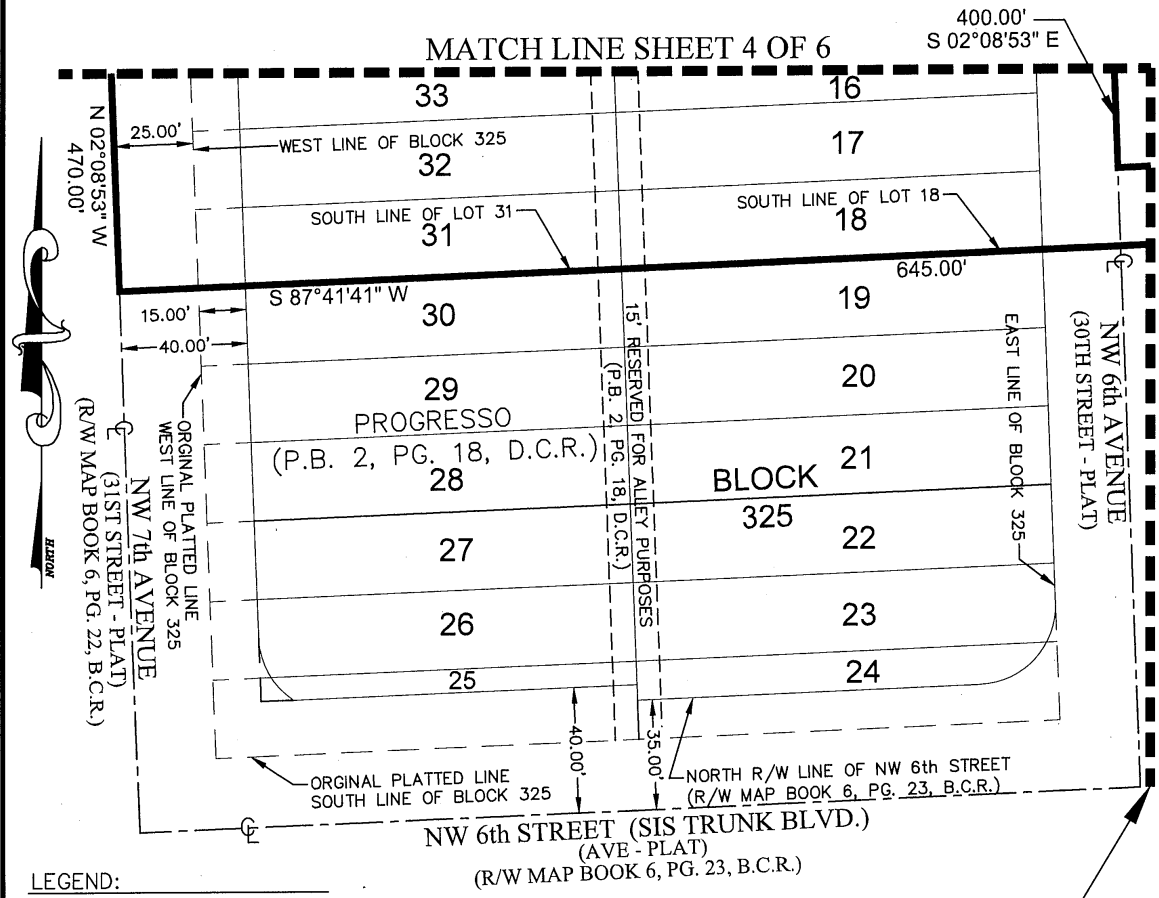 400.00'
S 02°08'53" E
MATCH LINE SHEET 4 OF 6
33
16
N 02°08'53" W
470.00'
25.00'
WEST LINE OF BLOCK 325
32
17
SOUTH LINE OF LOT 31
31
SOUTH LINE OF LOT 18
18
645.00'
S 87°41'41" W
15.00'
30
19
40.00'
29
20
PROGRESSO
(P.B. 2, PG. 18, D.C.R.)
28
21
BLOCK
325
27
22
26
23
25
24
15' RESERVED FOR ALLEY PURPOSES
(P.B. 2, PG. 18, D.C.R.)
EAST LINE OF BLOCK 325
NW 6th AVENUE
(30TH STREET - PLAT)
ORGINAL PLATTED LINE
WEST LINE OF BLOCK 325
NW 7th AVENUE
(31ST STREET - PLAT)
(R/W MAP BOOK 6, PG. 22, B.C.R.)
NORTH
40.00'
35.00'
ORGINAL PLATTED LINE
SOUTH LINE OF BLOCK 325
NORTH R/W LINE OF NW 6th STREET
(R/W MAP BOOK 6, PG. 23, B.C.R.)
NW 6th STREET (SIS TRUNK BLVD.)
(AVE - PLAT)
(R/W MAP BOOK 6, PG. 23, B.C.R.)
LEGEND: